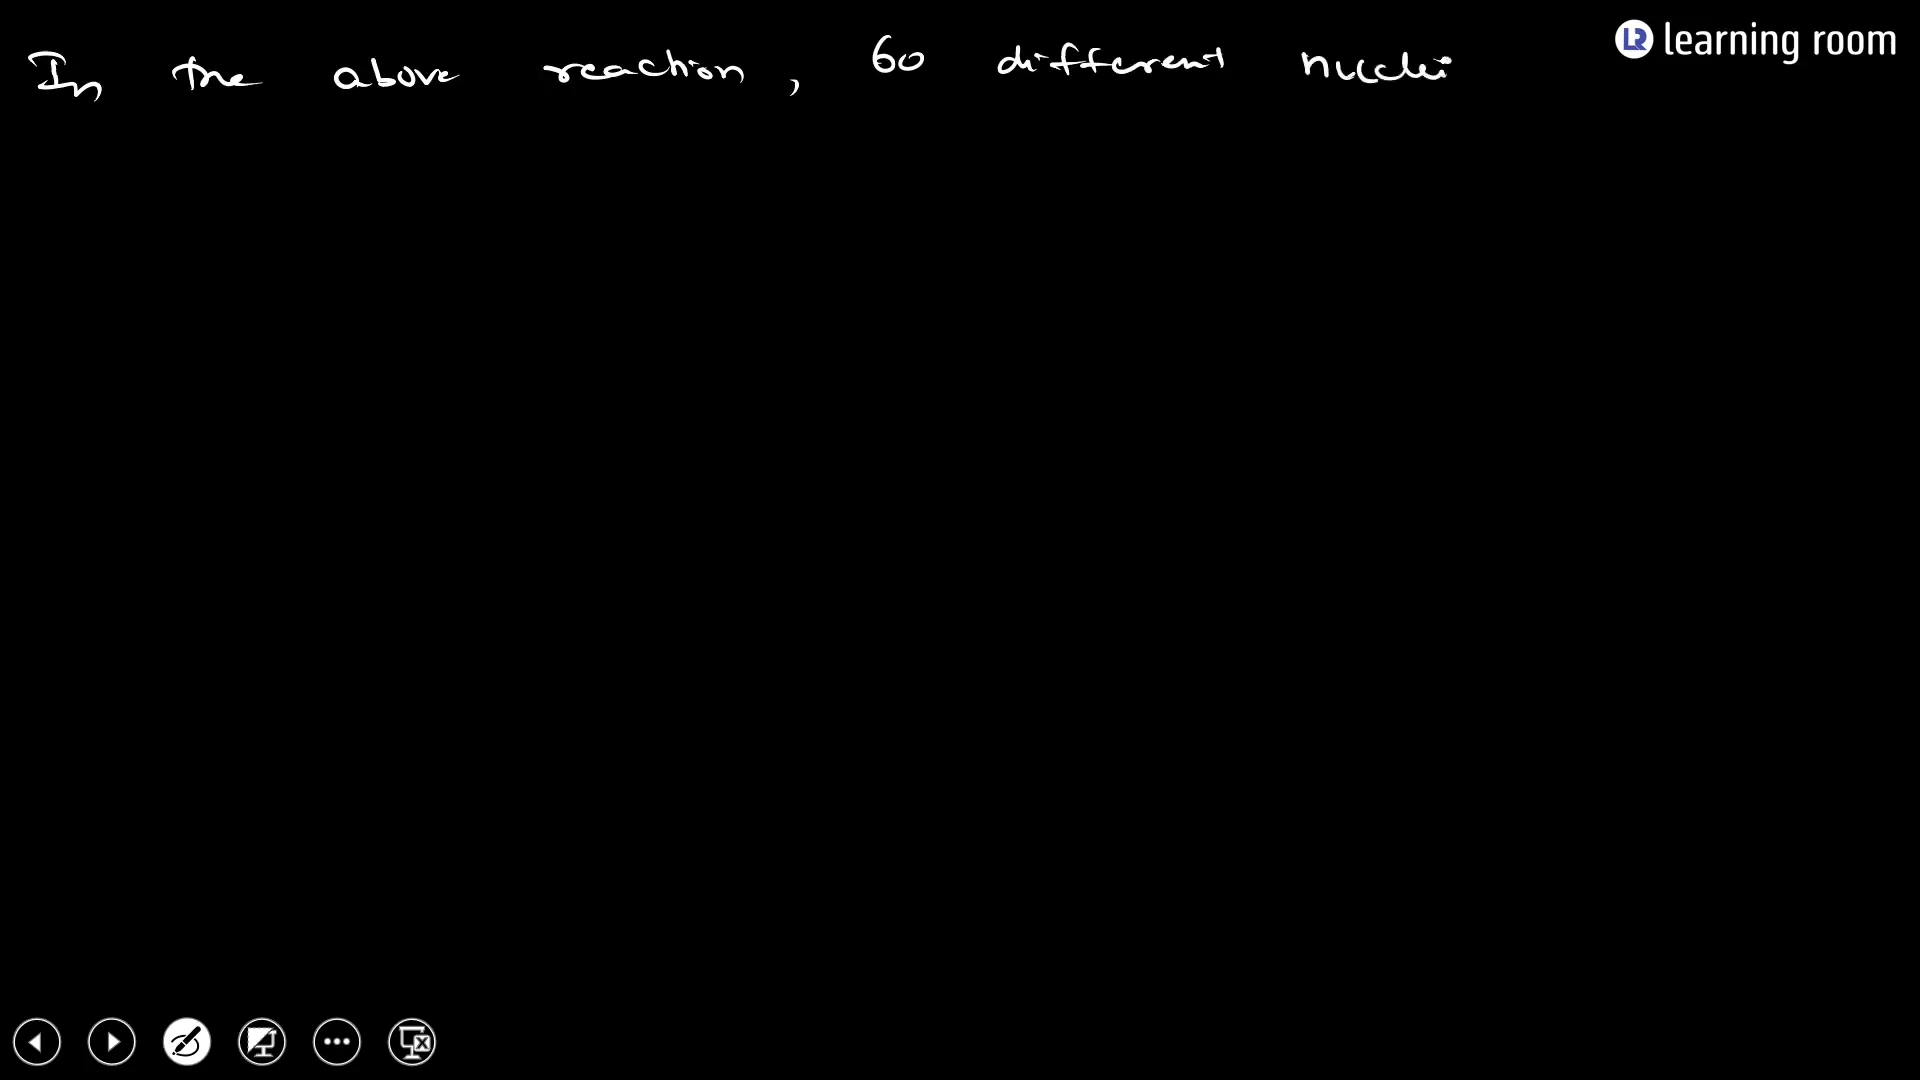 In the above reaction, 60 different nuclei
learning room